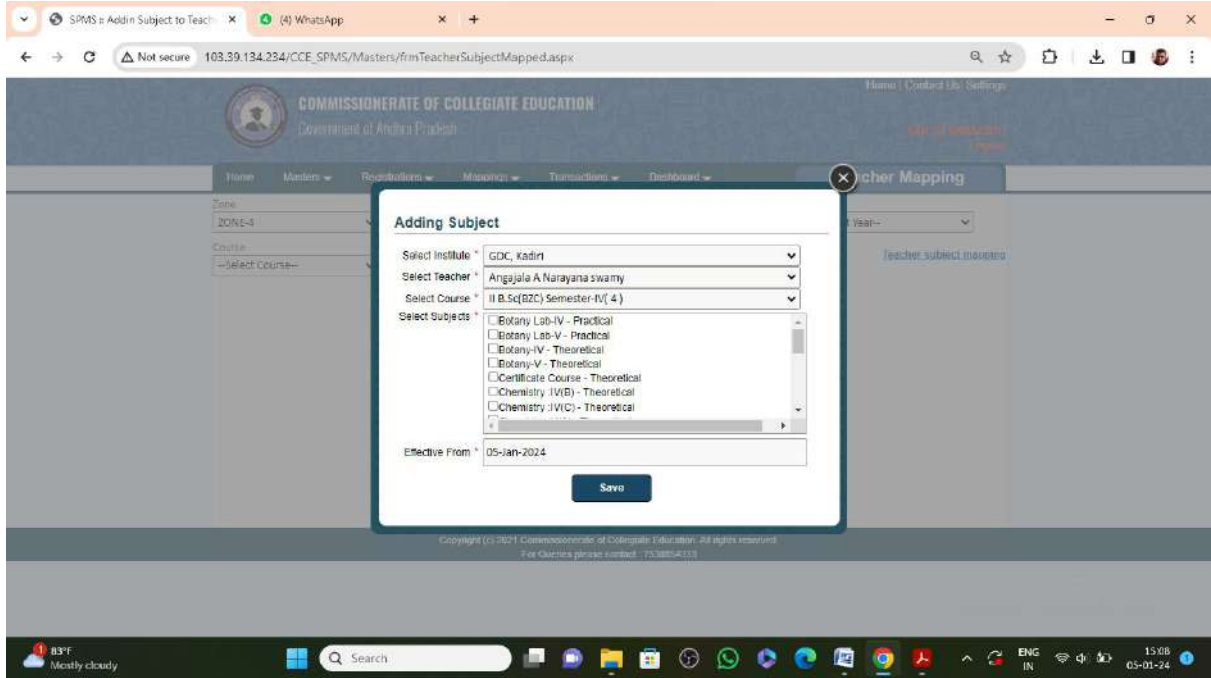 SPMS :: Addin Subject to Teach
(4) WhatsApp
Not secure 103.39.134.234/CCE_SPMS/Masters/frmTeacherSubjectMapped.aspx
Home | Contact Us| Settings
COMMISSIONERATE OF COLLEGIATE EDUCATION
Government of Andhra Pradesh
Home Masters Registrations Mappings Transactions Dashboard
cher Mapping
Zone
ZONE-4
Year--
Course
--Select Course--
Teacher subject mapping
Adding Subject
Select Institute * GDC, Kadiri
Select Teacher * Angajala A Narayana swamy
Select Course * II B.Sc(BZC) Semester-IV( 4 )
Select Subjects *
Botany Lab-IV - Practical
Botany Lab-V - Practical
Botany-IV - Theoretical
Botany-V - Theoretical
Certificate Course - Theoretical
Chemistry :IV(B) - Theoretical
Chemistry :IV(C) - Theoretical
Effective From * 05-Jan-2024
Save
Copyright (c) 2021 Commissionerate of Collegiate Education. All rights reserved.
For Queries please contact :
83°F
Mostly cloudy
Search
ENG
IN
15:08
05-01-24